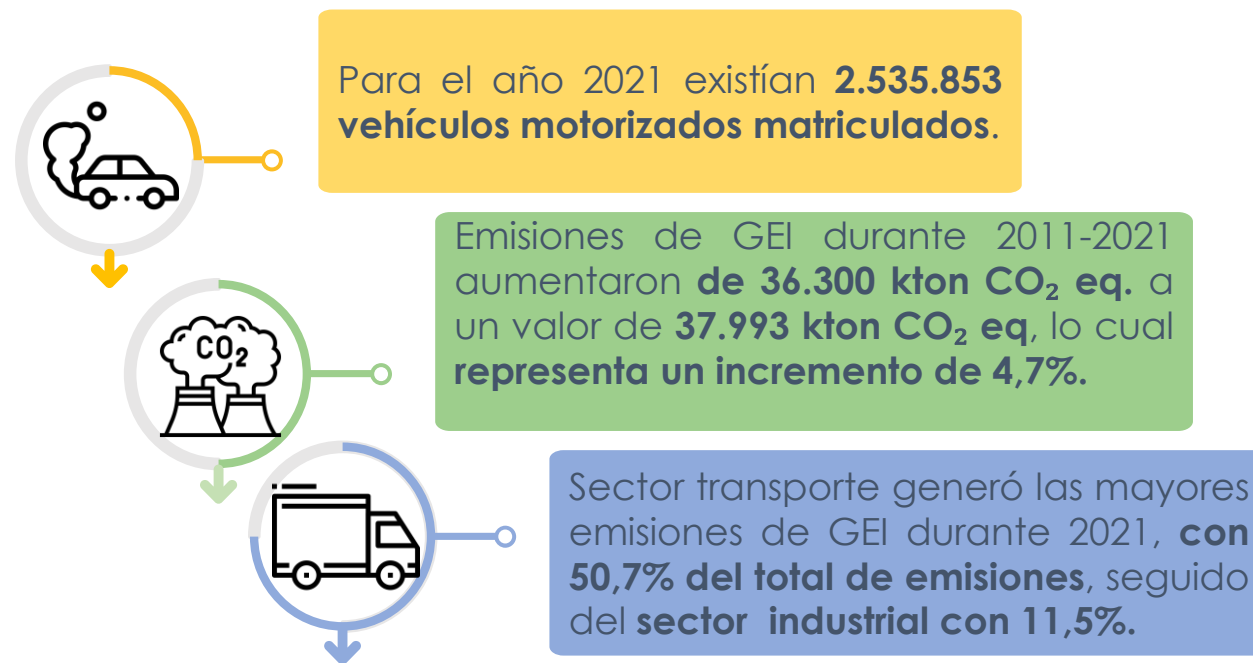 Para el año 2021 existían 2.535.853
vehículos motorizados matriculados.
Emisiones de GEI durante 2011-2021
aumentaron de 36.300 kton CO₂ eq. a
un valor de 37.993 kton CO₂ eq, lo cual
representa un incremento de 4,7%.
CO₂
Sector transporte generó las mayores
emisiones de GEI durante 2021, con
50,7% del total de emisiones, seguido
del sector industrial con 11,5%.